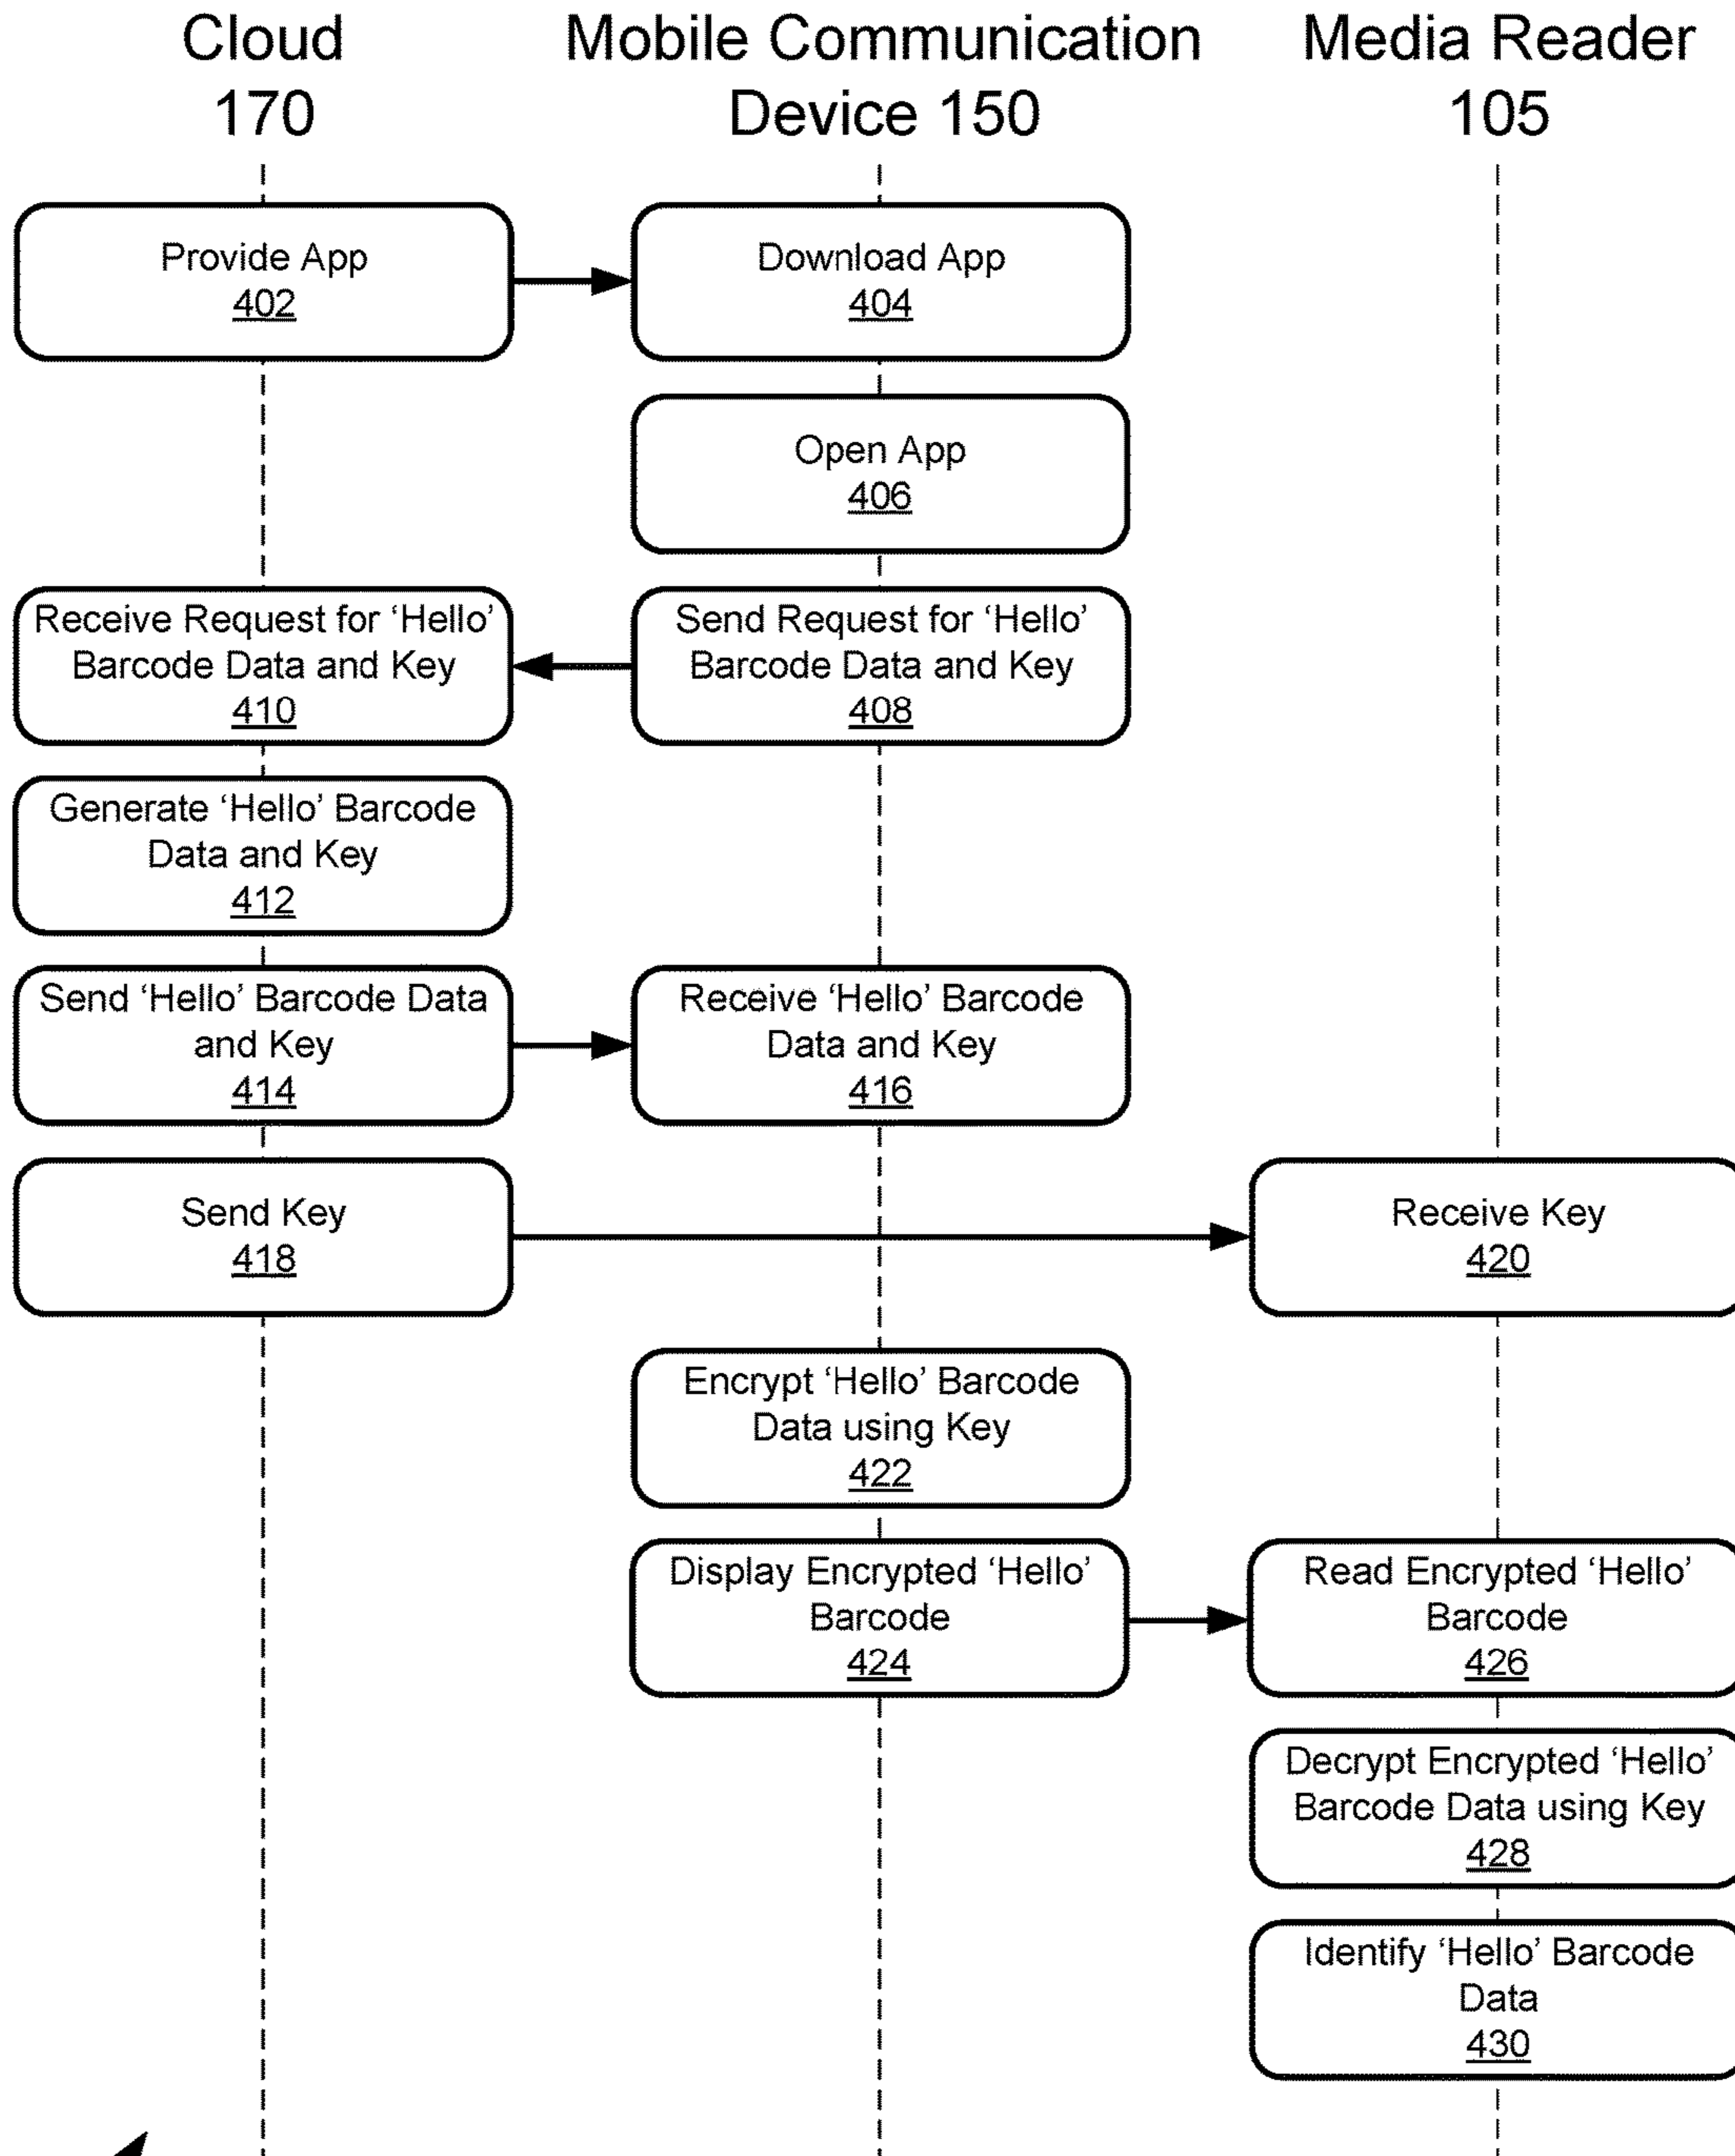 Cloud
170
Mobile Communication
Device 150
Media Reader
105
Provide App
402
Download App
404
Open App
406
Receive Request for ‘Hello’
Barcode Data and Key
410
Send Request for ‘Hello’
Barcode Data and Key
408
Generate ‘Hello’ Barcode
Data and Key
412
Send ‘Hello’ Barcode Data
and Key
414
Receive ‘Hello’ Barcode
Data and Key
416
Send Key
418
Receive Key
420
Encrypt ‘Hello’ Barcode
Data using Key
422
Display Encrypted ‘Hello’
Barcode
424
Read Encrypted ‘Hello’
Barcode
426
Decrypt Encrypted ‘Hello’
Barcode Data using Key
428
Identify ‘Hello’ Barcode
Data
430